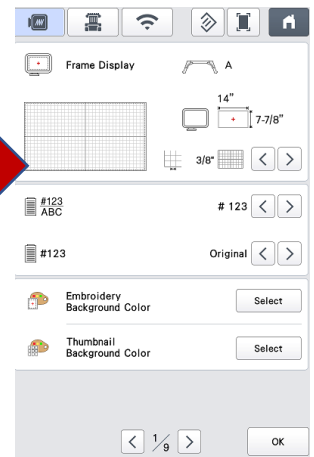 Frame Display
A
14"
7-7/8"
3/8"
< >
#123
ABC
# 123 < >
#123
Original < >
Embroidery
Background Color
Select
Thumbnail
Background Color
Select
< 1/9 >
OK